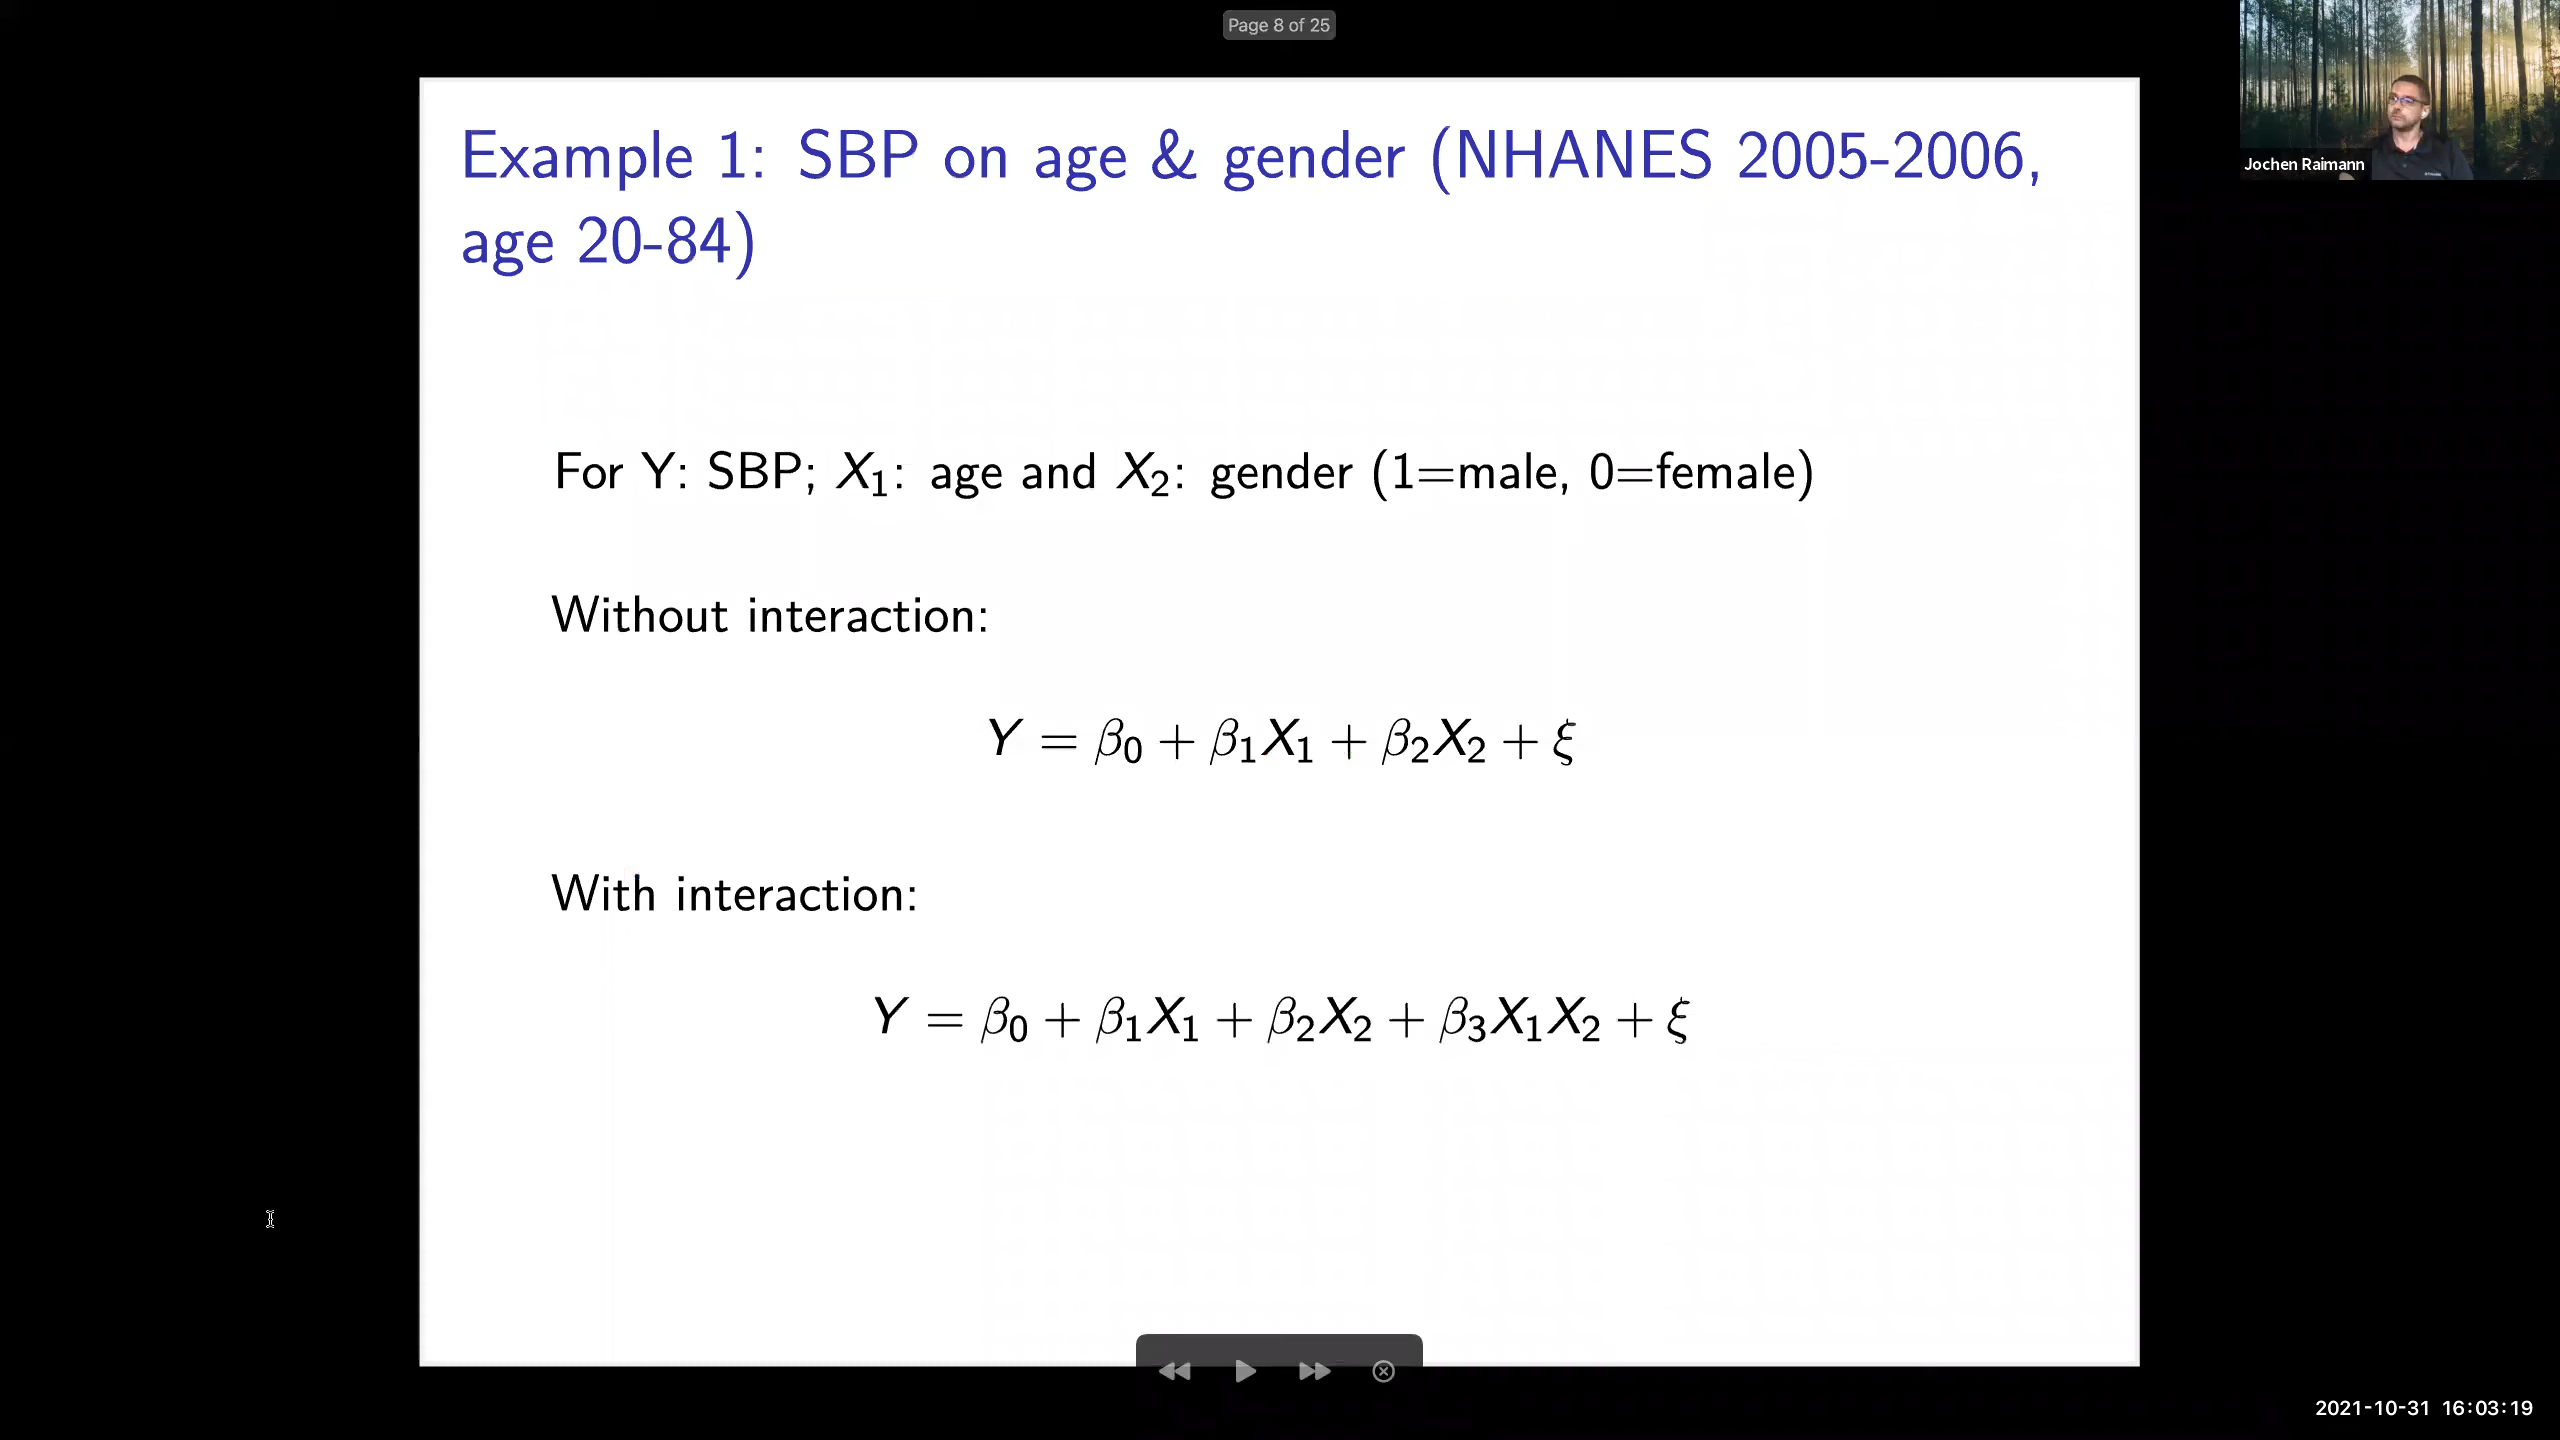 Page 8 of 25
Jochen Raimann
Example 1: SBP on age & gender (NHANES 2005-2006,
age 20-84)
For Y: SBP; X₁: age and X₂: gender (1=male, 0=female)
Without interaction:
Y = β₀ + β₁X₁ + β₂X₂ + ξ
With interaction:
Y = β₀ + β₁X₁ + β₂X₂ + β₃X₁X₂ + ξ
2021-10-31 16:03:19